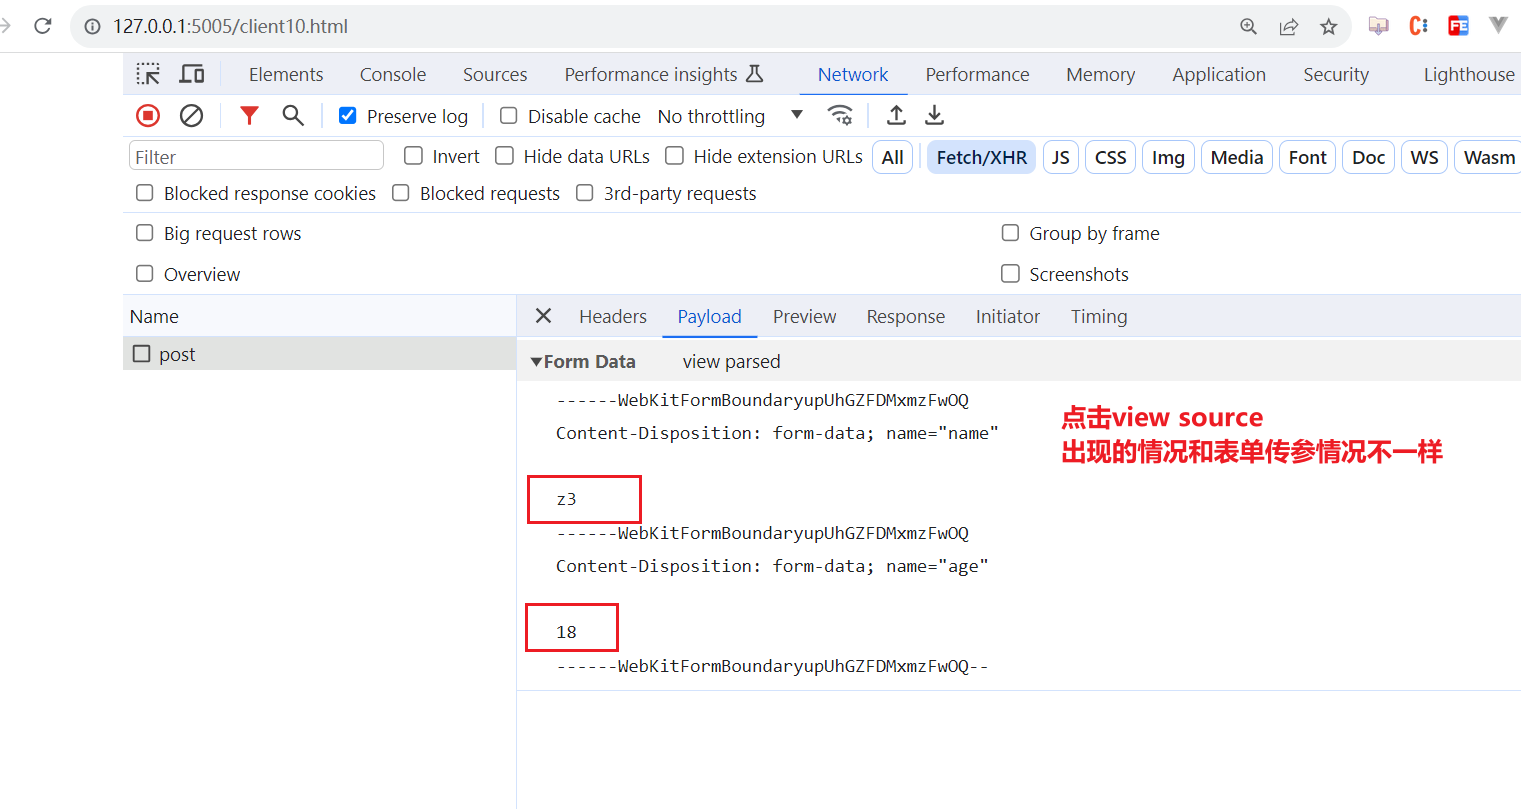 127.0.0.1:5005/client10.html
Elements Console Sources Performance insights Network Performance Memory Application Security Lighthouse
Preserve log Disable cache No throttling
Filter Invert Hide data URLs Hide extension URLs All Fetch/XHR JS CSS Img Media Font Doc WS Wasm
Blocked response cookies Blocked requests 3rd-party requests
Big request rows Group by frame
Overview Screenshots
Name
post
Headers Payload Preview Response Initiator Timing
▼Form Data view parsed
------WebKitFormBoundaryupUhGZFDMxmzFwOQ
Content-Disposition: form-data; name="name"
点击view source
出现的情况和表单传参情况不一样
z3
------WebKitFormBoundaryupUhGZFDMxmzFwOQ
Content-Disposition: form-data; name="age"
18
------WebKitFormBoundaryupUhGZFDMxmzFwOQ--